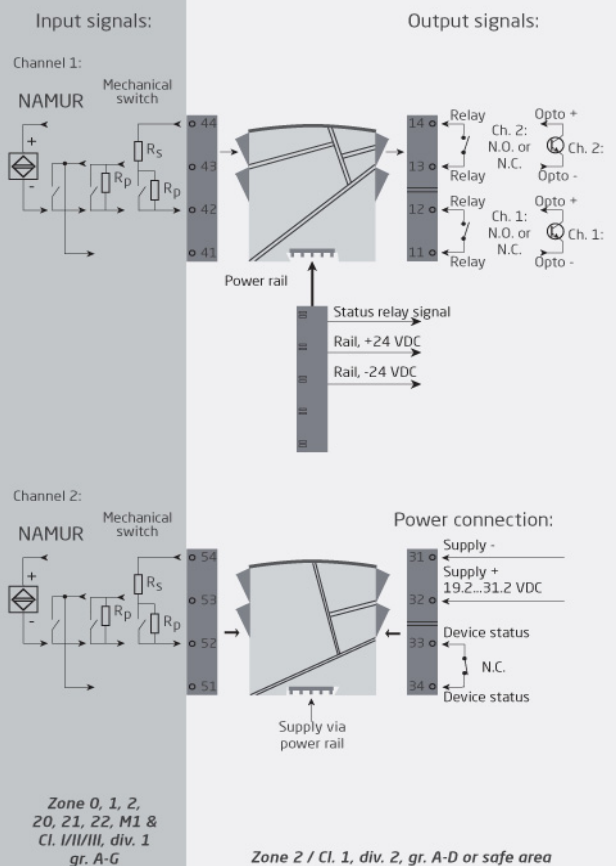 Input signals:
Output signals:
Channel 1:
NAMUR
Mechanical
switch
+
-
Rp
Rs
Rp
44
43
42
41
Power rail
14
13
12
11
Relay
Relay
Ch. 2:
N.O. or
N.C.
Opto +
Ch. 2:
Opto -
Relay
Relay
Ch. 1:
N.O. or
N.C.
Opto +
Ch. 1:
Opto -
Status relay signal
Rail, +24 VDC
Rail, -24 VDC
Channel 2:
NAMUR
Mechanical
switch
+
-
Rp
Rs
Rp
54
53
52
51
Supply via
power rail
Power connection:
31
32
33
34
Supply -
Supply +
19.2...31.2 VDC
Device status
N.C.
Device status
Zone 0, 1, 2,
20, 21, 22, M1 &
Cl. I/II/III, div. 1
gr. A-G
Zone 2 / Cl. 1, div. 2, gr. A-D or safe area